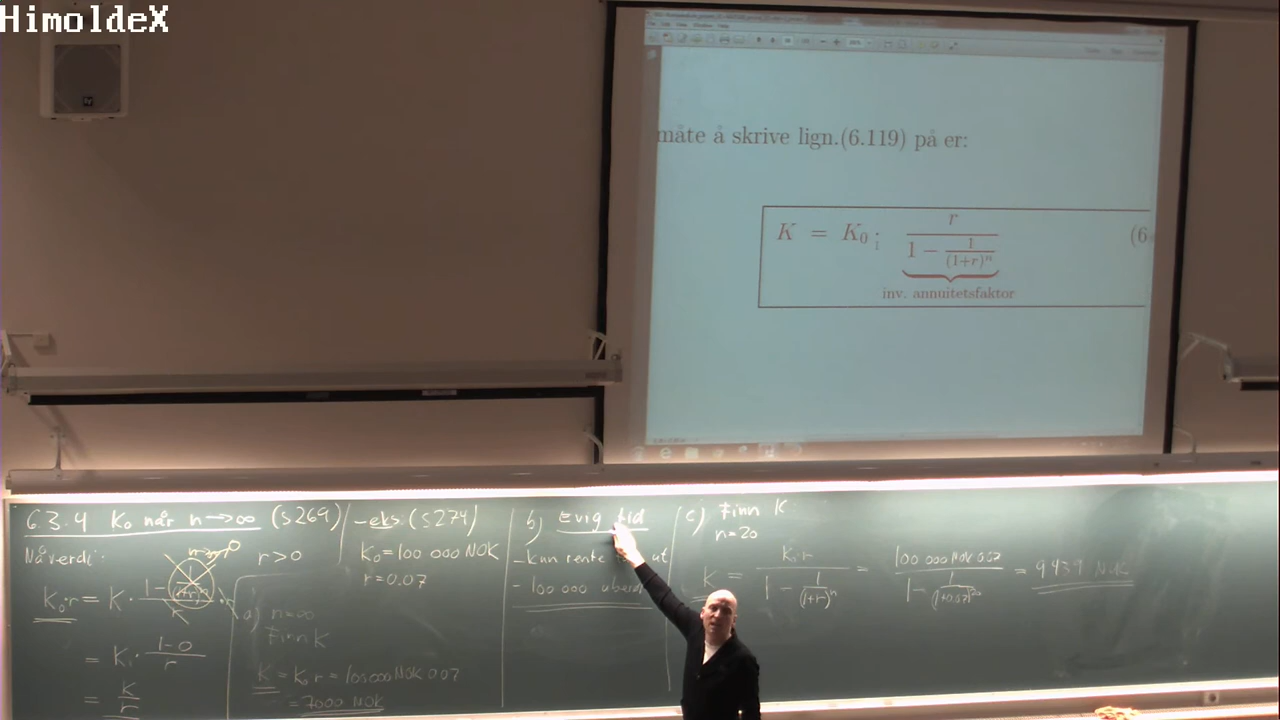 HimoldeX
måte å skrive lign.(6.119) på er:
K = K₀ · r / (1 − 1/(1+r)ⁿ) (6.
inv. annuitetsfaktor
6.3.4 K₀ når n→∞ (s269)
Nåverdi:
r>0
K₀·r = K·
= K · (1-0)/r
= K/r
-eks: (s274)
K₀=100 000 NOK
r=0.07
a) n=∞
Finn K
K = K₀ r = 100 000 NOK 0.07
= 7000 NOK
b) Evig tid
-kun rente ut
- 100 000
c) Finn K
n=20
K = K₀·r / (1 - 1/(1+r)ⁿ) = 100 000 NOK 0.07 / (1 - 1/(1+0.07)²⁰) = 9439 NOK